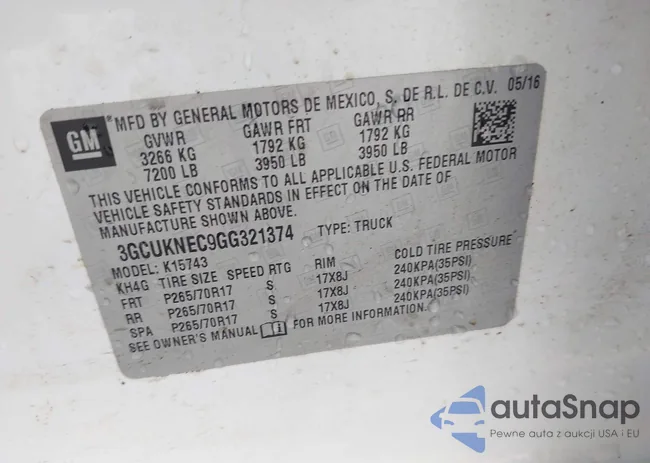 GM
*MFD BY GENERAL MOTORS DE MEXICO, S. DE R.L. DE C.V. 05/16
GVWR GAWR FRT GAWR RR
3266 KG 1792 KG 1792 KG
7200 LB 3950 LB 3950 LB
THIS VEHICLE CONFORMS TO ALL APPLICABLE U.S. FEDERAL MOTOR
VEHICLE SAFETY STANDARDS IN EFFECT ON THE DATE OF
MANUFACTURE SHOWN ABOVE.
3GCUKNEC9GG321374 TYPE: TRUCK
MODEL: K15743
KH4G TIRE SIZE SPEED RTG RIM COLD TIRE PRESSURE
FRT P265/70R17 S 17X8J 240KPA(35PSI)
RR P265/70R17 S 17X8J 240KPA(35PSI)
SPA P265/70R17 S 17X8J 240KPA(35PSI)
SEE OWNER'S MANUAL FOR MORE INFORMATION.
autaSnap
Pewne auta z aukcji USA i EU